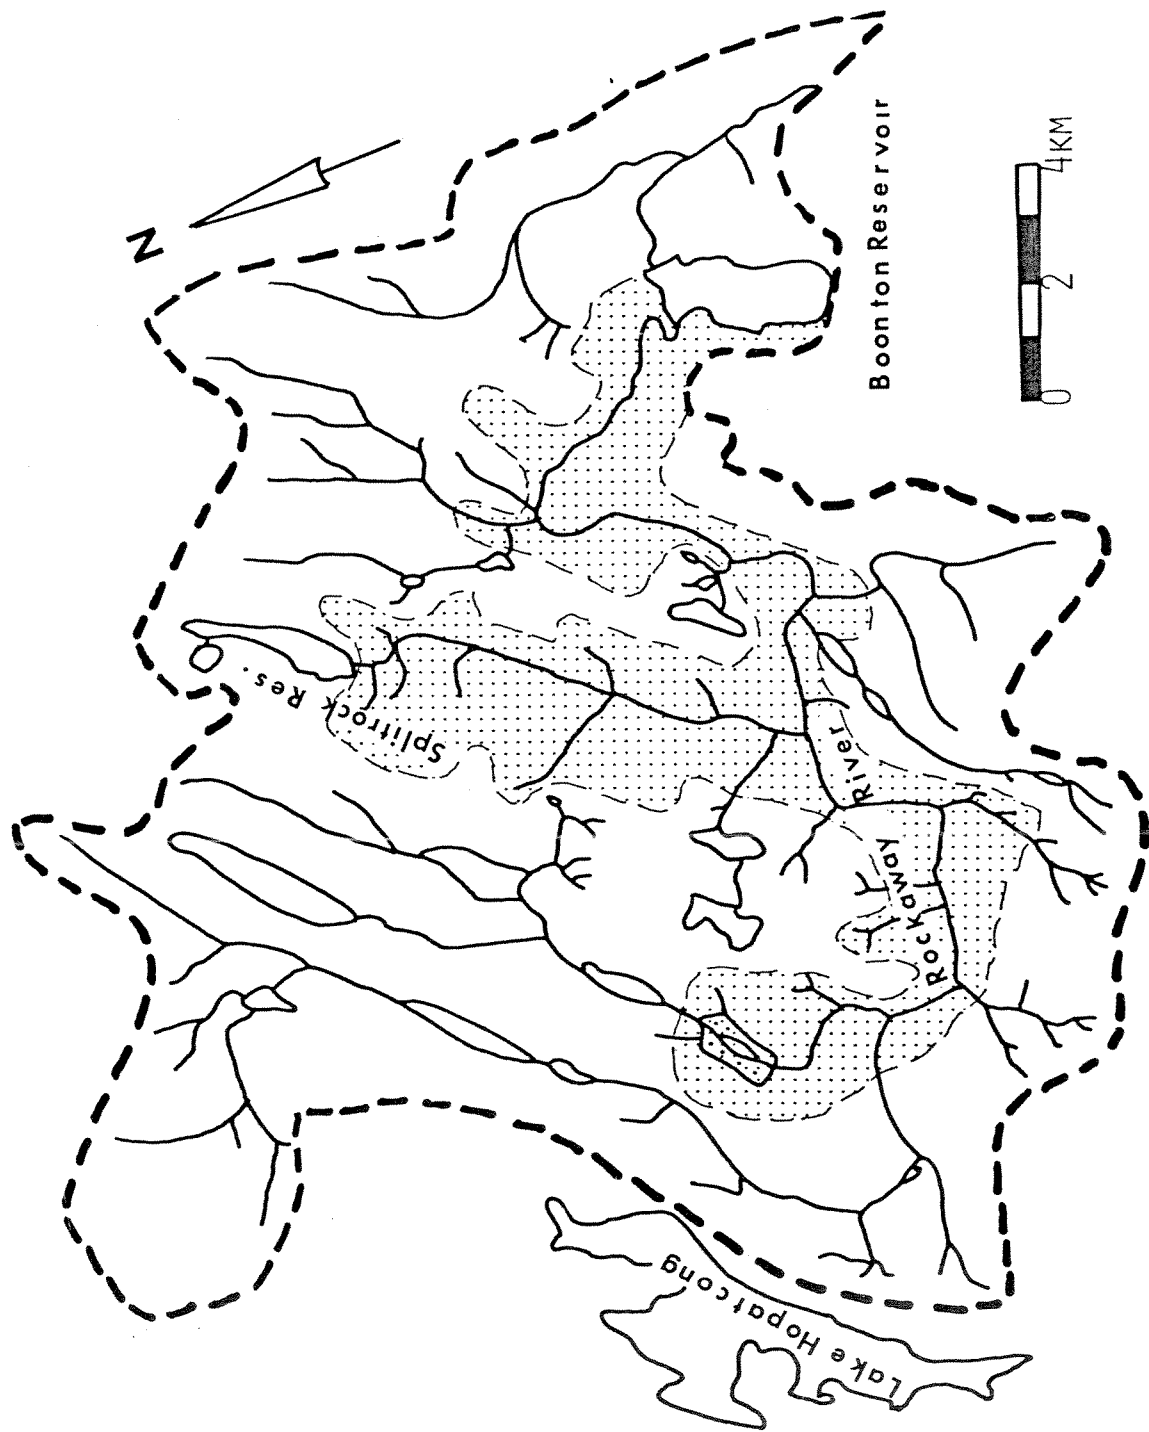 N
Boonton Reservoir
0 2 4KM
Splitrock Res.
Rockaway River
Lake Hopatcong